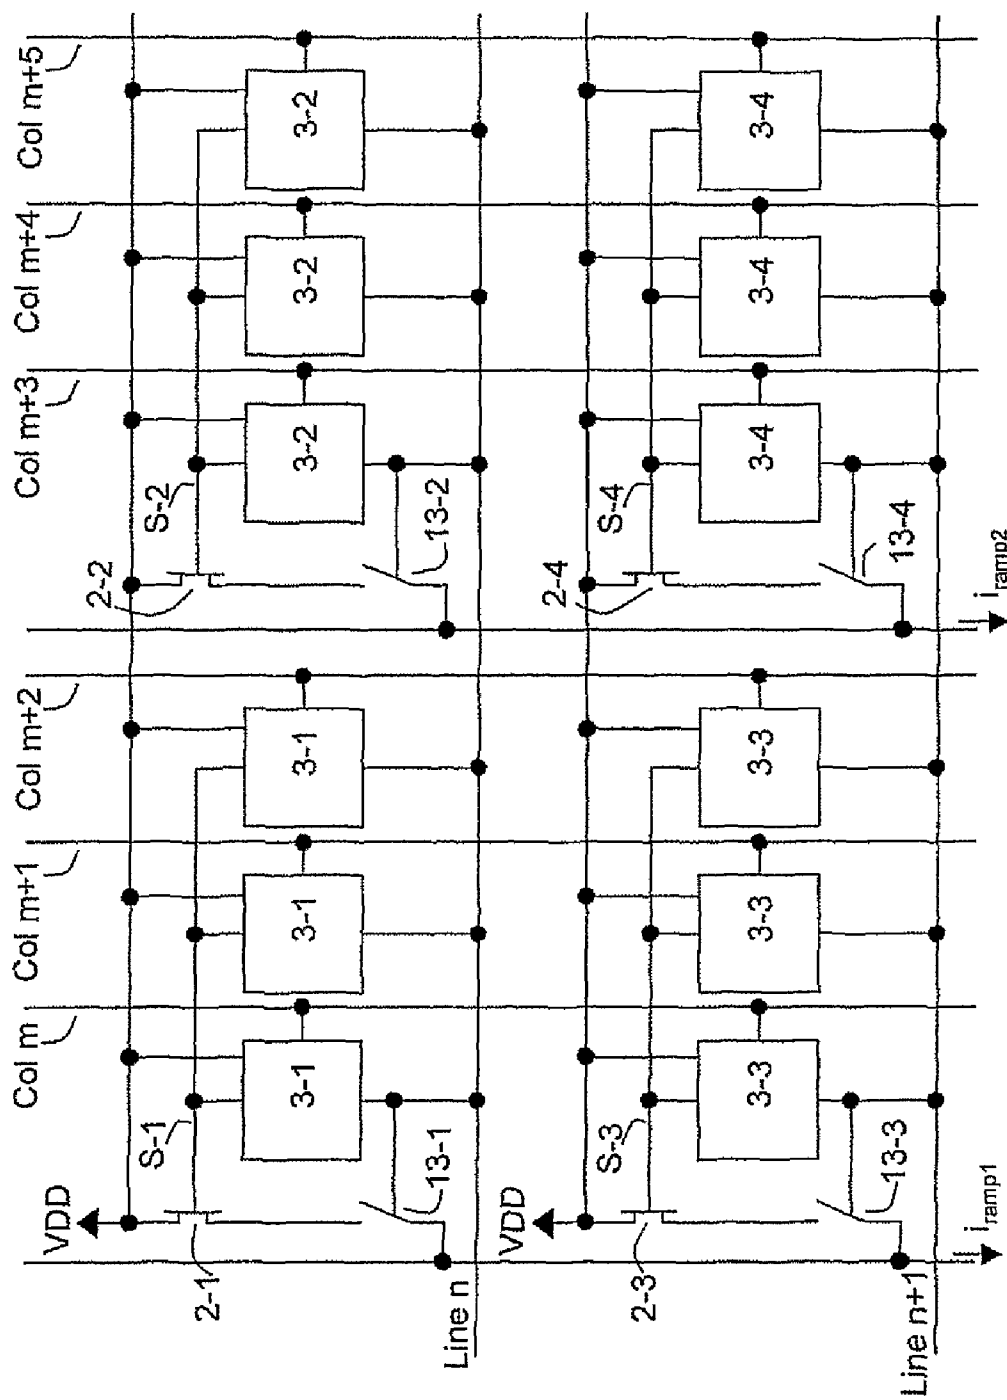 Col m
Col m+1
Col m+2
Col m+3
Col m+4
Col m+5
VDD
S-1
2-1
3-1
3-1
3-1
13-1
S-2
2-2
3-2
3-2
3-2
13-2
Line n
VDD
S-3
2-3
3-3
3-3
3-3
13-3
S-4
2-4
3-4
3-4
3-4
13-4
Line n+1
iramp1
iramp2